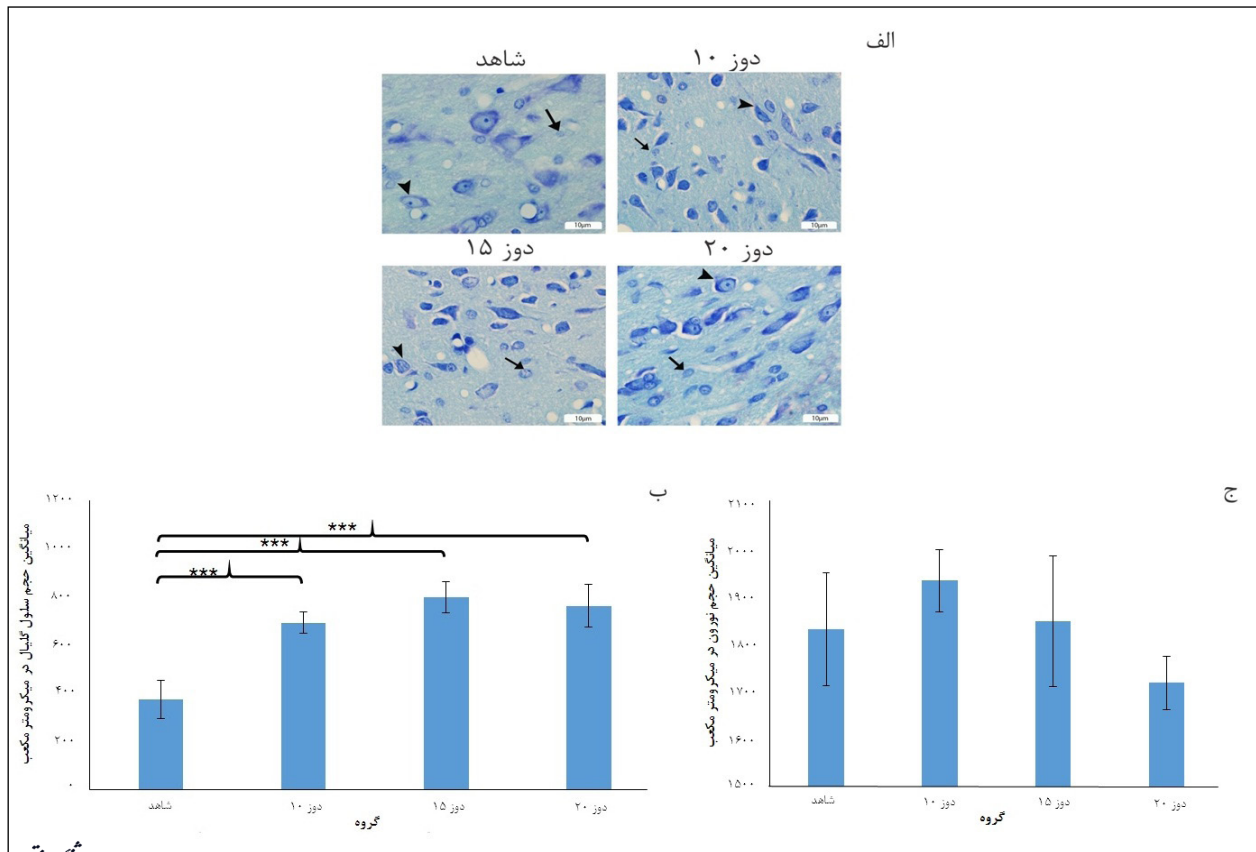 الف
شاهد
دوز ۱۰
10μm
10μm
دوز ۱۵
دوز ۲۰
10μm
10μm
ب
میانگین حجم سلول گلیال در میکرومتر مکعب
۱۲۰۰
۱۰۰۰
۸۰۰
۶۰۰
۴۰۰
۲۰۰
۰
***
***
***
شاهد
دوز ۱۰
دوز ۱۵
دوز ۲۰
گروه
ج
میانگین حجم نورون در میکرومتر مکعب
۲۱۰۰
۲۰۰۰
۱۹۰۰
۱۸۰۰
۱۷۰۰
۱۶۰۰
۱۵۰۰
شاهد
دوز ۱۰
دوز ۱۵
دوز ۲۰
گروه